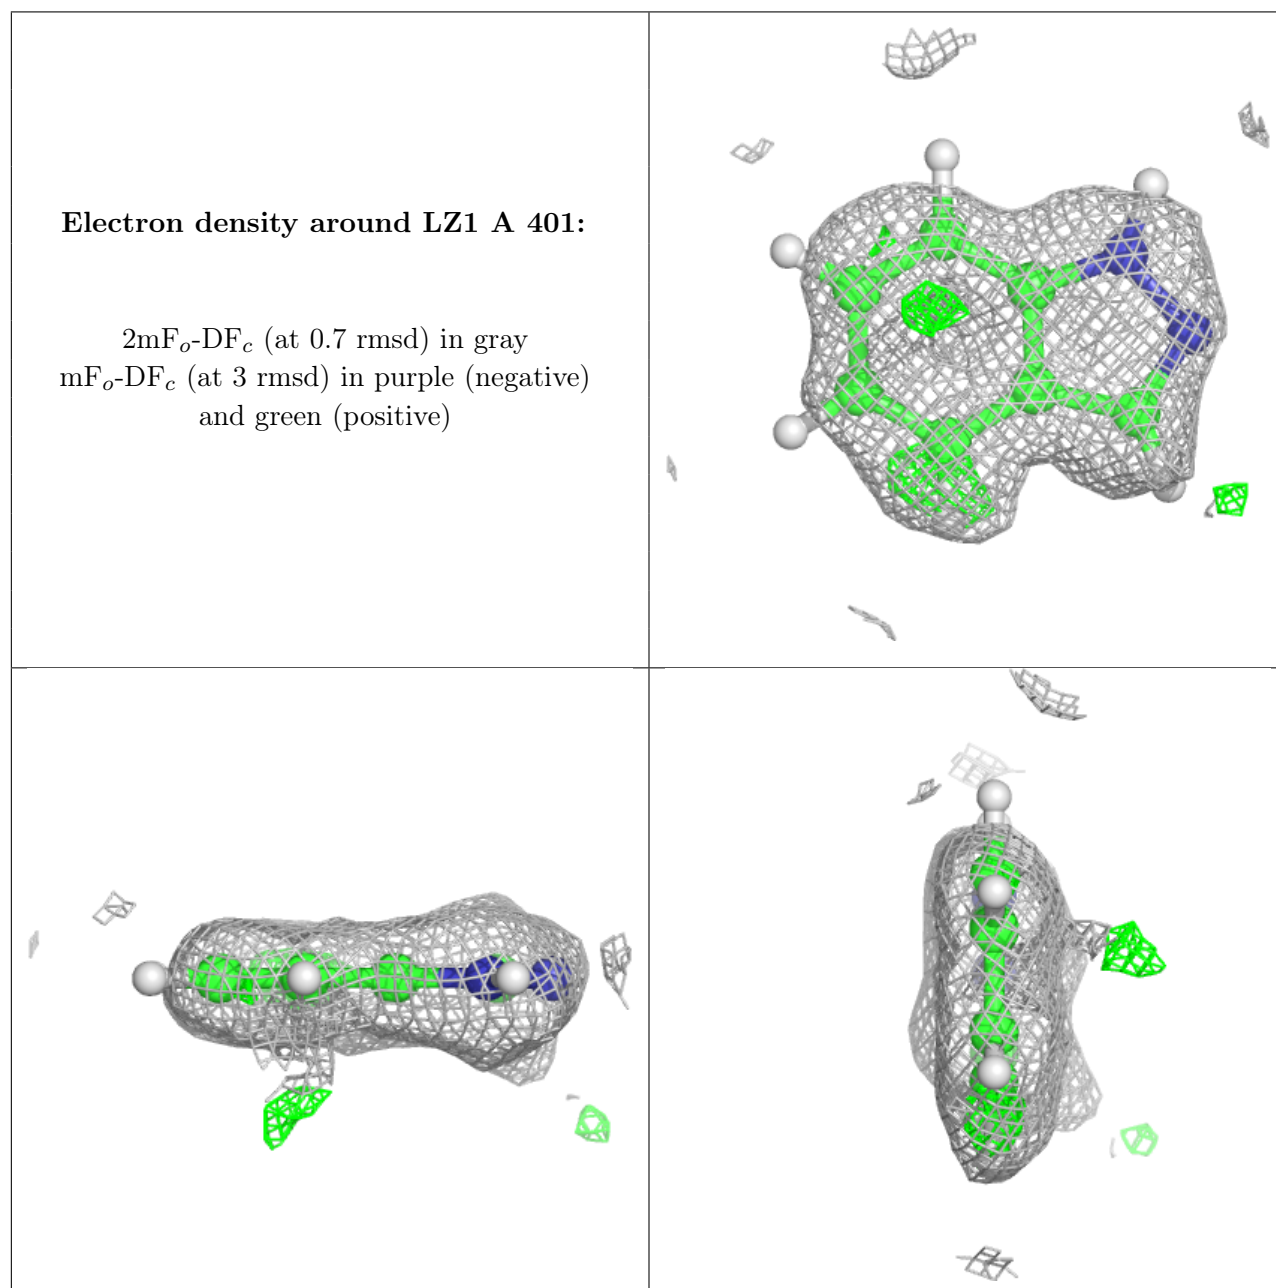 Electron density around LZ1 A 401:
2mFₒ-DF𝒸 (at 0.7 rmsd) in gray
mFₒ-DF𝒸 (at 3 rmsd) in purple (negative)
and green (positive)